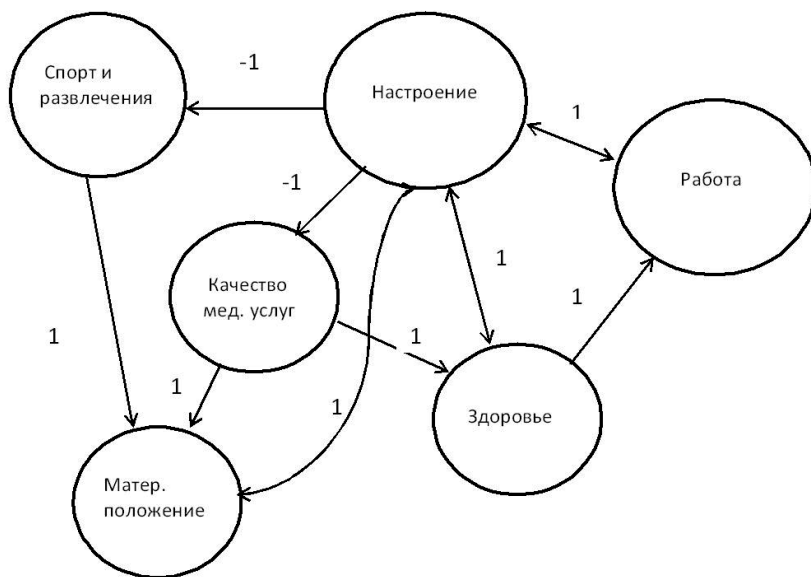 Спорт и
развлечения
-1
Настроение
1
Работа
-1
Качество
мед. услуг
1
1
1
1
1
1
Здоровье
Матер.
положение